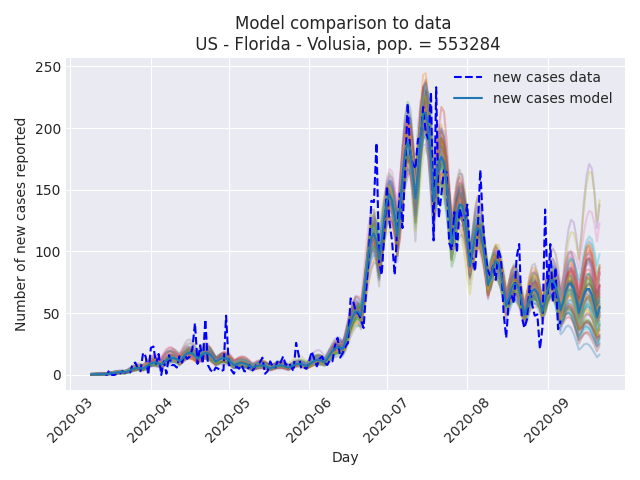 Model comparison to data
US - Florida - Volusia, pop. = 553284
Number of new cases reported
250
200
150
100
50
0
new cases data
new cases model
2020-03
2020-04
2020-05
2020-06
2020-07
2020-08
2020-09
Day